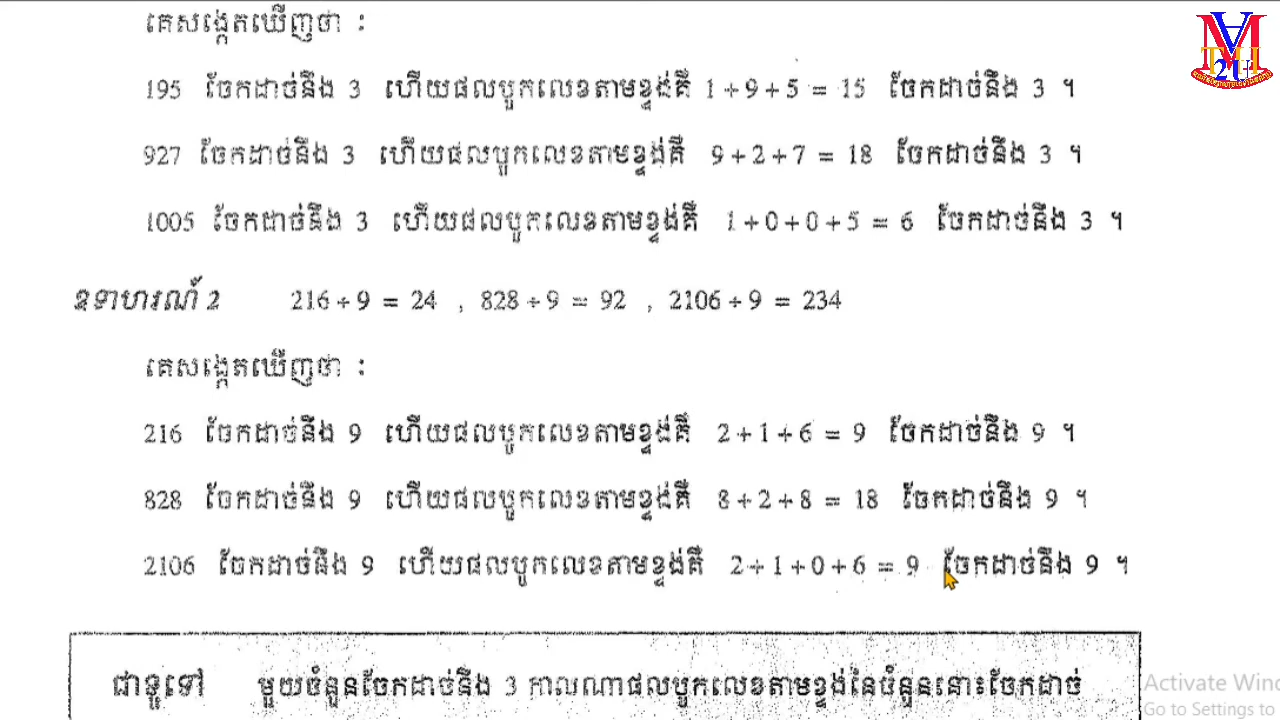 គេសង្កេតឃើញថា ៖
195 ចែកដាច់នឹង 3 ហើយផលបូកលេខតាមខ្ទង់គឺ 1 + 9 + 5 = 15 ចែកដាច់នឹង 3 ។
927 ចែកដាច់នឹង 3 ហើយផលបូកលេខតាមខ្ទង់គឺ 9 + 2 + 7 = 18 ចែកដាច់នឹង 3 ។
1005 ចែកដាច់នឹង 3 ហើយផលបូកលេខតាមខ្ទង់គឺ 1 + 0 + 0 + 5 = 6 ចែកដាច់នឹង 3 ។
ឧទាហរណ៍ 2 216 ÷ 9 = 24 , 828 ÷ 9 = 92 , 2106 ÷ 9 = 234
គេសង្កេតឃើញថា ៖
216 ចែកដាច់នឹង 9 ហើយផលបូកលេខតាមខ្ទង់គឺ 2 + 1 + 6 = 9 ចែកដាច់នឹង 9 ។
828 ចែកដាច់នឹង 9 ហើយផលបូកលេខតាមខ្ទង់គឺ 8 + 2 + 8 = 18 ចែកដាច់នឹង 9 ។
2106 ចែកដាច់នឹង 9 ហើយផលបូកលេខតាមខ្ទង់គឺ 2 + 1 + 0 + 6 = 9 ចែកដាច់នឹង 9 ។
ជាទូទៅ មួយចំនួនចែកដាច់នឹង 3 កាលណាផលបូកលេខតាមខ្ទង់នៃចំនួននោះចែកដាច់
Activate Wind
Go to Settings to